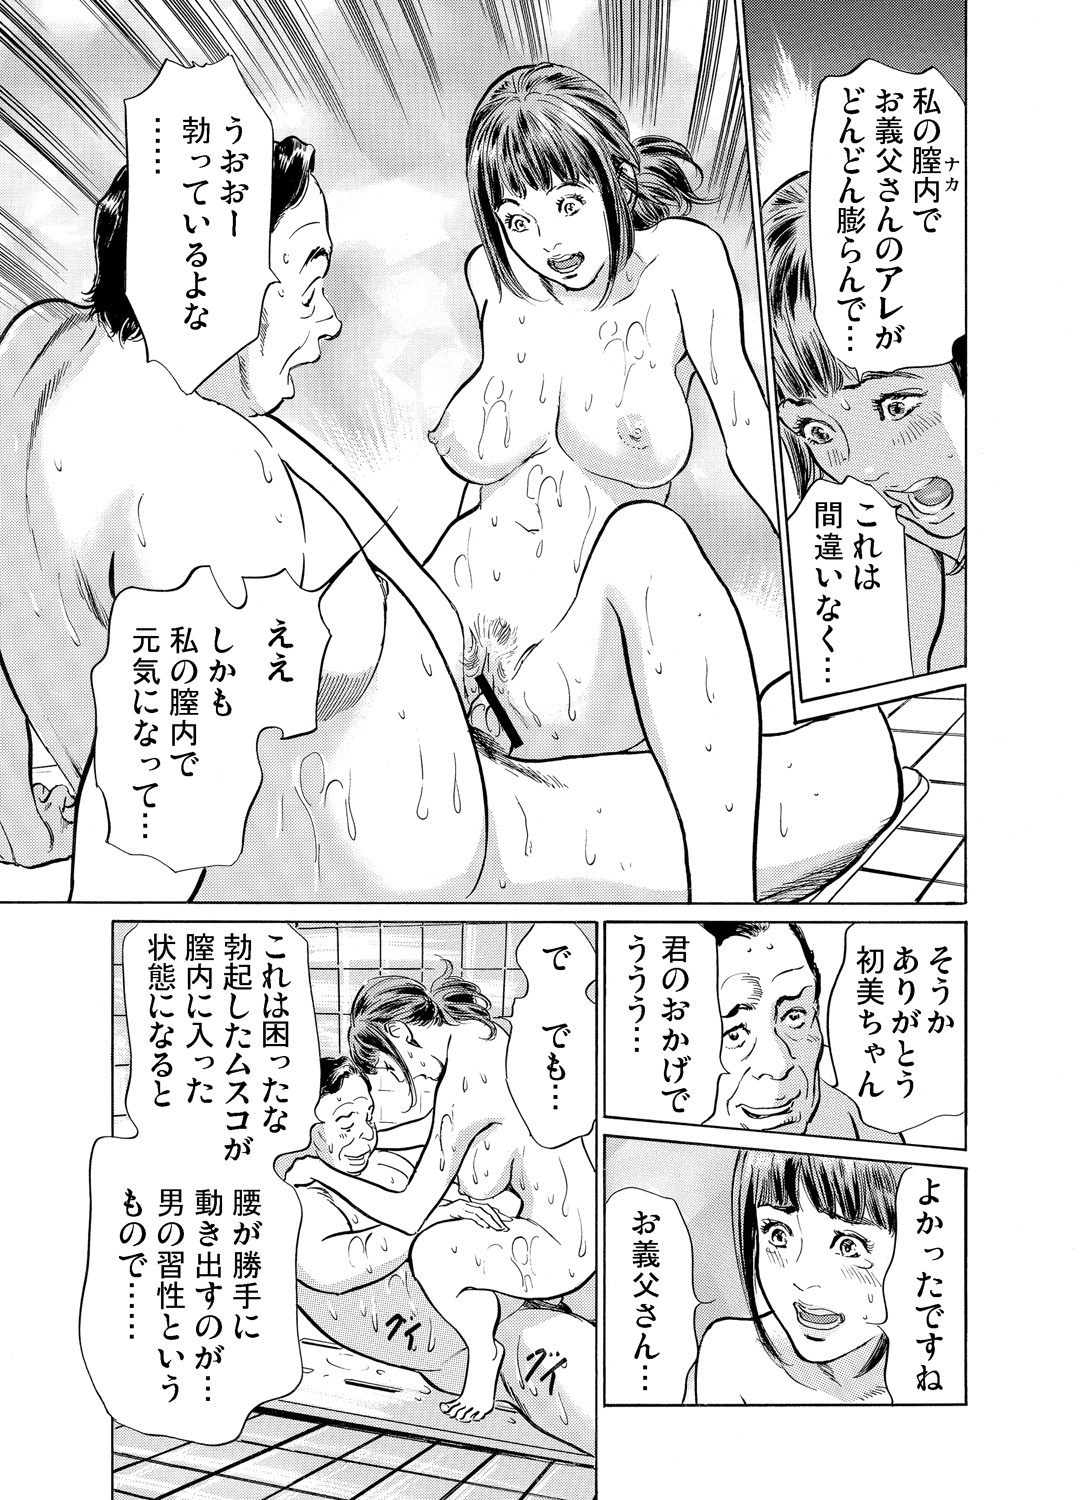 私の膣内で
ナカ
お義父さんのアレが
どんどん膨らんで…
これは
間違いなく…
うおおー
勃っているよな
……
ええ
しかも
私の膣内で
元気になって…
そうか
ありがとう
初美ちゃん
君のおかげで
ううう…
よかったですね
お義父さん…
で でも…
これは困ったな
勃起したムスコが
膣内に入った
状態になると
腰が勝手に
動き出すのが…
男の習性という
もので……
グイ
グイ